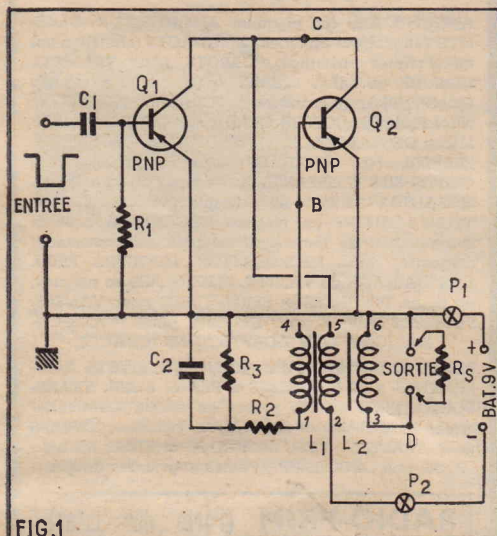 C
Q1
Q2
C1
PNP
PNP
B
ENTREE
R1
P1
4 5 6
+
C2
R3
SORTIE
RS
BAT.9V
R2
1 2 3
D
-
L1 L2
P2
FIG.1